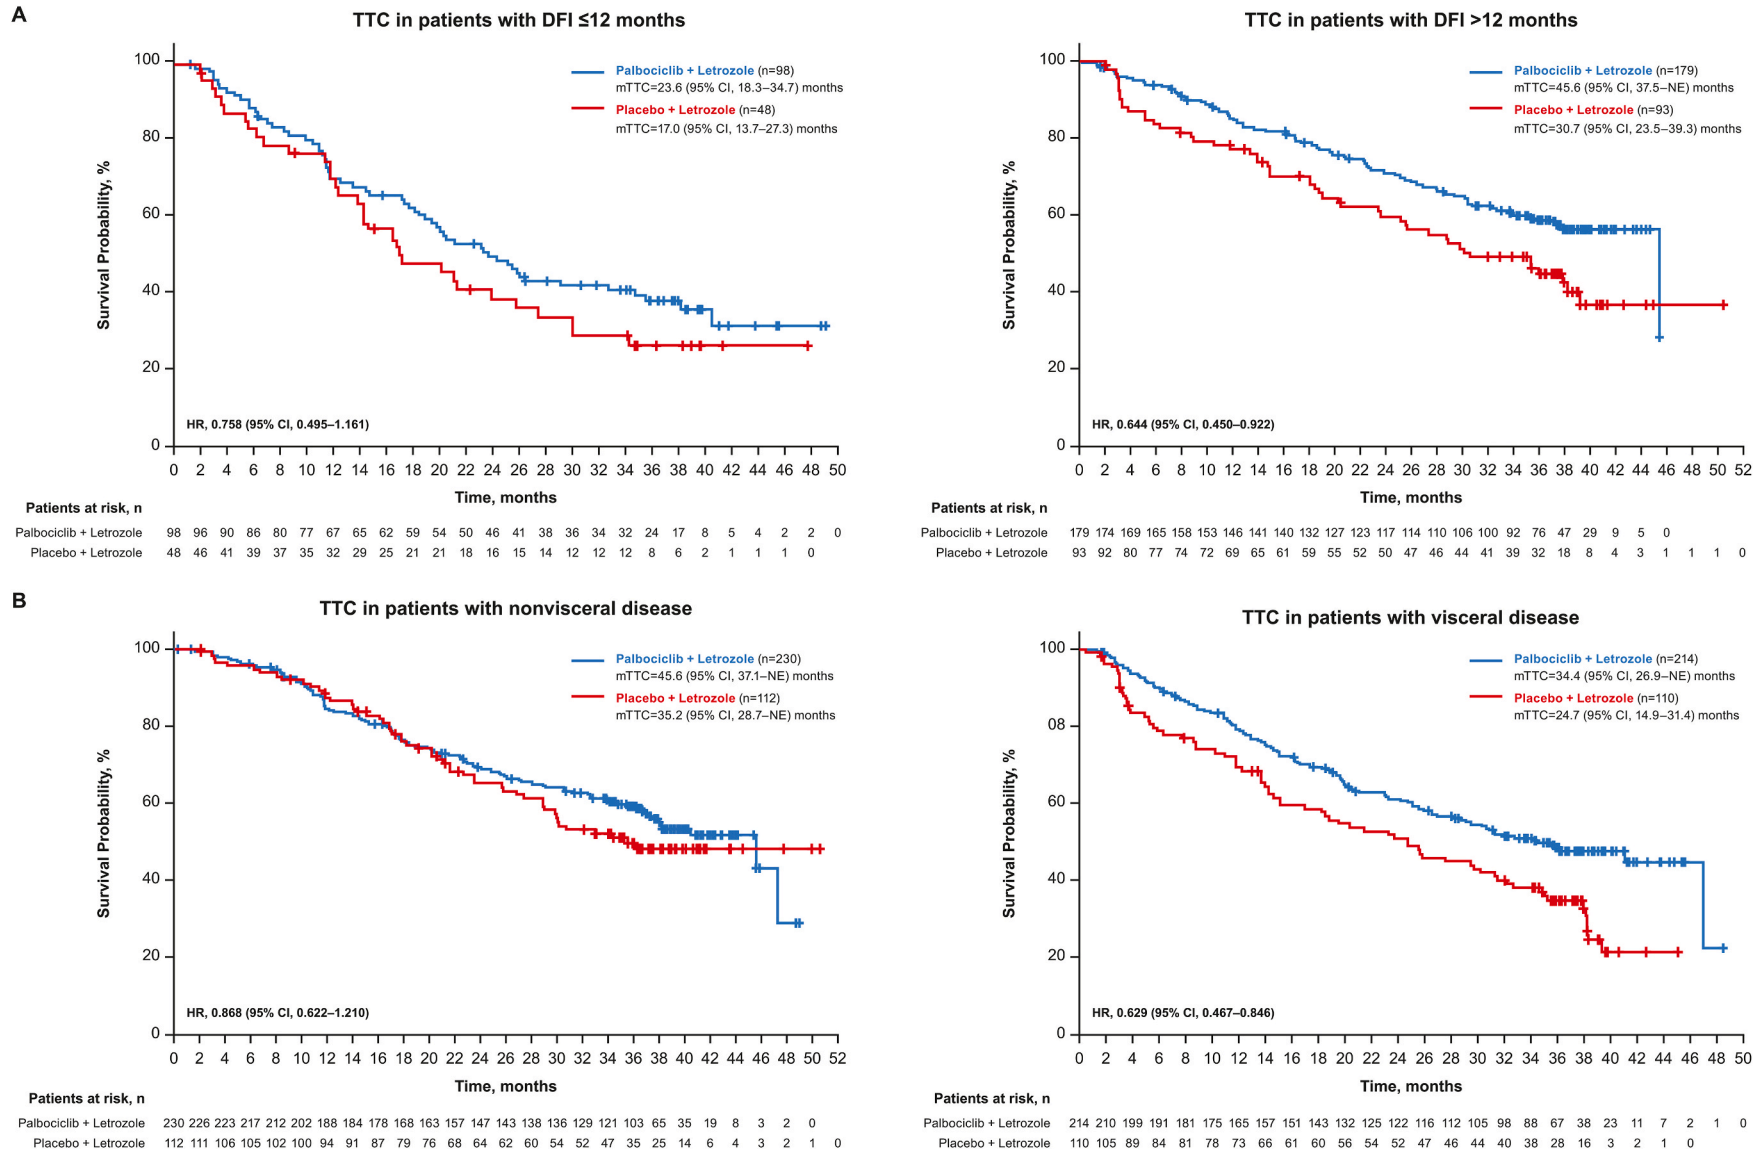 A
TTC in patients with DFI ≤12 months
Survival Probability, %
100
80
60
40
20
0
Palbociclib + Letrozole (n=98)
mTTC=23.6 (95% CI, 18.3–34.7) months
Placebo + Letrozole (n=48)
mTTC=17.0 (95% CI, 13.7–27.3) months
HR, 0.758 (95% CI, 0.495–1.161)
0 2 4 6 8 10 12 14 16 18 20 22 24 26 28 30 32 34 36 38 40 42 44 46 48 50
Time, months
Patients at risk, n
Palbociclib + Letrozole 98 96 90 86 80 77 67 65 62 59 54 50 46 41 38 36 34 32 24 17 8 5 4 2 2 0
Placebo + Letrozole 48 46 41 39 37 35 32 29 25 21 21 18 16 15 14 12 12 12 8 6 2 1 1 1 0
TTC in patients with DFI >12 months
Survival Probability, %
100
80
60
40
20
0
Palbociclib + Letrozole (n=179)
mTTC=45.6 (95% CI, 37.5–NE) months
Placebo + Letrozole (n=93)
mTTC=30.7 (95% CI, 23.5–39.3) months
HR, 0.644 (95% CI, 0.450–0.922)
0 2 4 6 8 10 12 14 16 18 20 22 24 26 28 30 32 34 36 38 40 42 44 46 48 50 52
Time, months
Patients at risk, n
Palbociclib + Letrozole 179 174 169 165 158 153 146 141 140 132 127 123 117 114 110 106 100 92 76 47 29 9 5 0
Placebo + Letrozole 93 92 80 77 74 72 69 65 61 59 55 52 50 47 46 44 41 39 32 18 8 4 3 1 1 1 0
B
TTC in patients with nonvisceral disease
Survival Probability, %
100
80
60
40
20
0
Palbociclib + Letrozole (n=230)
mTTC=45.6 (95% CI, 37.1–NE) months
Placebo + Letrozole (n=112)
mTTC=35.2 (95% CI, 28.7–NE) months
HR, 0.868 (95% CI, 0.622–1.210)
0 2 4 6 8 10 12 14 16 18 20 22 24 26 28 30 32 34 36 38 40 42 44 46 48 50 52
Time, months
Patients at risk, n
Palbociclib + Letrozole 230 226 223 217 212 202 188 184 178 168 163 157 147 143 138 136 129 121 103 65 35 19 8 3 2 0
Placebo + Letrozole 112 111 106 105 102 100 94 91 87 79 76 68 64 62 60 54 52 47 35 25 14 6 4 3 2 1 0
TTC in patients with visceral disease
Survival Probability, %
100
80
60
40
20
0
Palbociclib + Letrozole (n=214)
mTTC=34.4 (95% CI, 26.9–NE) months
Placebo + Letrozole (n=110)
mTTC=24.7 (95% CI, 14.9–31.4) months
HR, 0.629 (95% CI, 0.467–0.846)
0 2 4 6 8 10 12 14 16 18 20 22 24 26 28 30 32 34 36 38 40 42 44 46 48 50
Time, months
Patients at risk, n
Palbociclib + Letrozole 214 210 199 191 181 175 165 157 151 143 132 125 122 116 112 105 98 88 67 38 23 11 7 2 1 0
Placebo + Letrozole 110 105 89 84 81 78 73 66 61 60 56 54 52 47 46 44 40 38 28 16 3 2 1 0